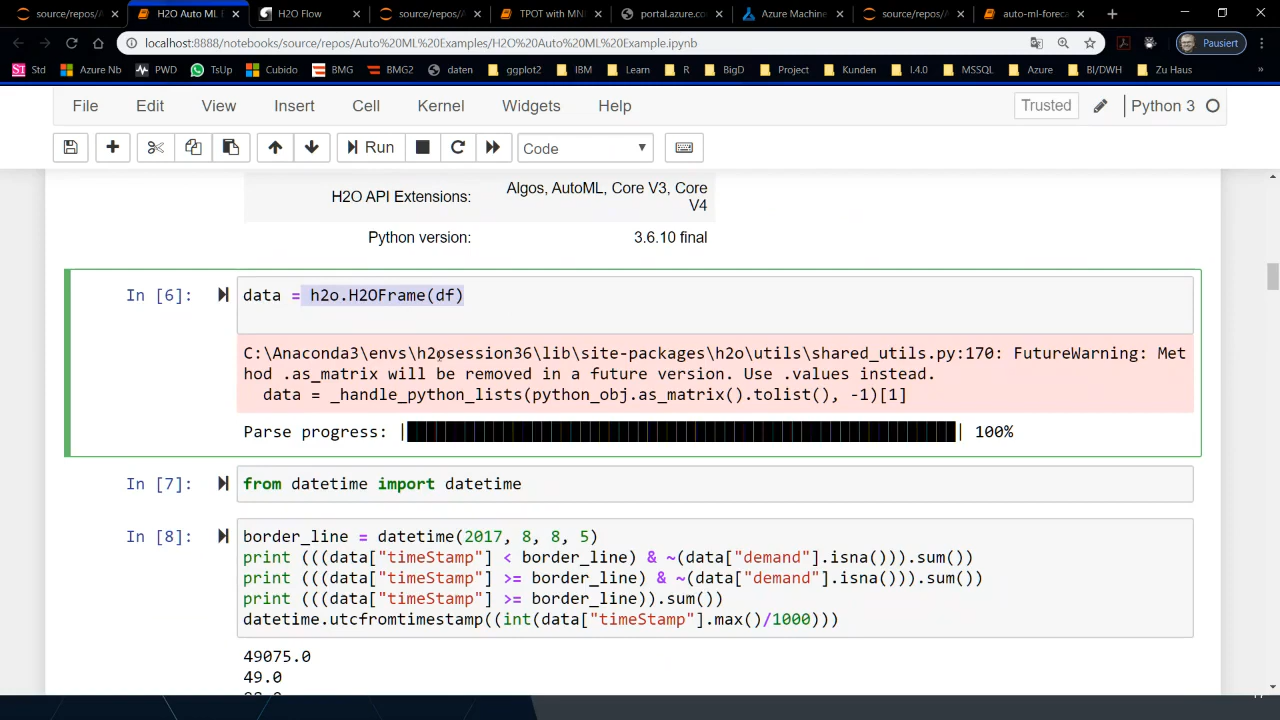 source/repos/A
H2O Auto ML E
H2O Flow
source/repos/A
TPOT with MN
portal.azure.co
Azure Machine
source/repos/A
auto-ml-foreca
localhost:8888/notebooks/source/repos/Auto%20ML%20Examples/H2O%20Auto%20ML%20Example.ipynb
Pausiert
Std
Azure Nb
PWD
TsUp
Cubido
BMG
BMG2
daten
ggplot2
IBM
Learn
R
BigD
Project
Kunden
I.4.0
MSSQL
Azure
BI/DWH
Zu Haus
»
File Edit View Insert Cell Kernel Widgets Help
Trusted
Python 3
Run
Code
H2O API Extensions: Algos, AutoML, Core V3, Core
V4
Python version: 3.6.10 final
In [6]: data = h2o.H2OFrame(df)
C:\Anaconda3\envs\h2osession36\lib\site-packages\h2o\utils\shared_utils.py:170: FutureWarning: Met
hod .as_matrix will be removed in a future version. Use .values instead.
data = _handle_python_lists(python_obj.as_matrix().tolist(), -1)[1]
Parse progress: | | 100%
In [7]: from datetime import datetime
In [8]: border_line = datetime(2017, 8, 8, 5)
print (((data["timeStamp"] < border_line) & ~(data["demand"].isna())).sum())
print (((data["timeStamp"] >= border_line) & ~(data["demand"].isna())).sum())
print (((data["timeStamp"] >= border_line)).sum())
datetime.utcfromtimestamp((int(data["timeStamp"].max()/1000)))
49075.0
49.0